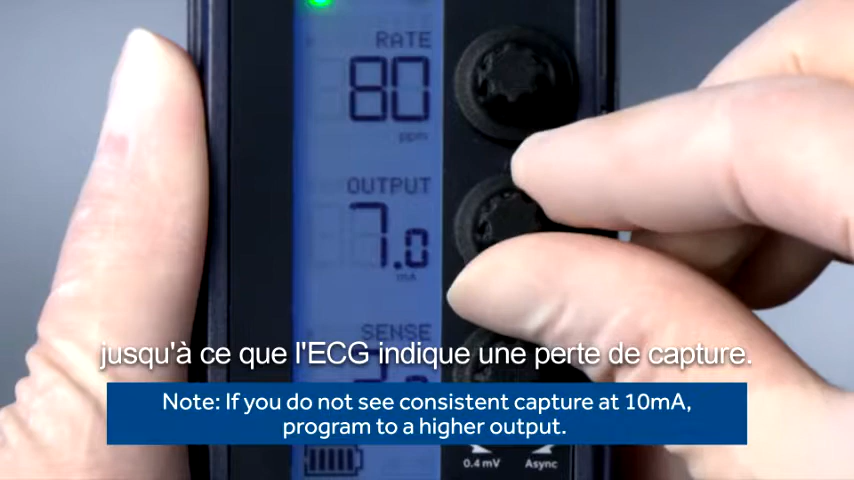 RATE
80
ppm
OUTPUT
7.0
mA
SENSE
jusqu'à ce que l'ECG indique une perte de capture.
Note: If you do not see consistent capture at 10mA,
program to a higher output.
0.4 mV Async